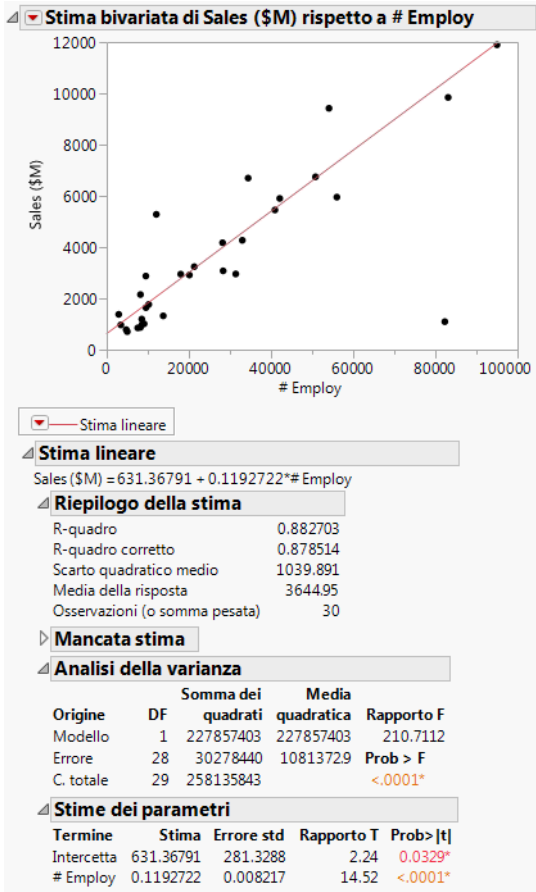 Stima bivariata di Sales ($M) rispetto a # Employ
12000
10000
8000
6000
4000
2000
0
Sales ($M)
0 20000 40000 60000 80000 100000
# Employ
Stima lineare
Stima lineare
Sales ($M) = 631.36791 + 0.1192722*# Employ
Riepilogo della stima
R-quadro 0.882703
R-quadro corretto 0.878514
Scarto quadratico medio 1039.891
Media della risposta 3644.95
Osservazioni (o somma pesata) 30
Mancata stima
Analisi della varianza
Somma dei Media
Origine DF quadrati quadratica Rapporto F
Modello 1 227857403 227857403 210.7112
Errore 28 30278440 1081372.9 Prob > F
C. totale 29 258135843 <.0001*
Stime dei parametri
Termine Stima Errore std Rapporto T Prob>|t|
Intercetta 631.36791 281.3288 2.24 0.0329*
# Employ 0.1192722 0.008217 14.52 <.0001*